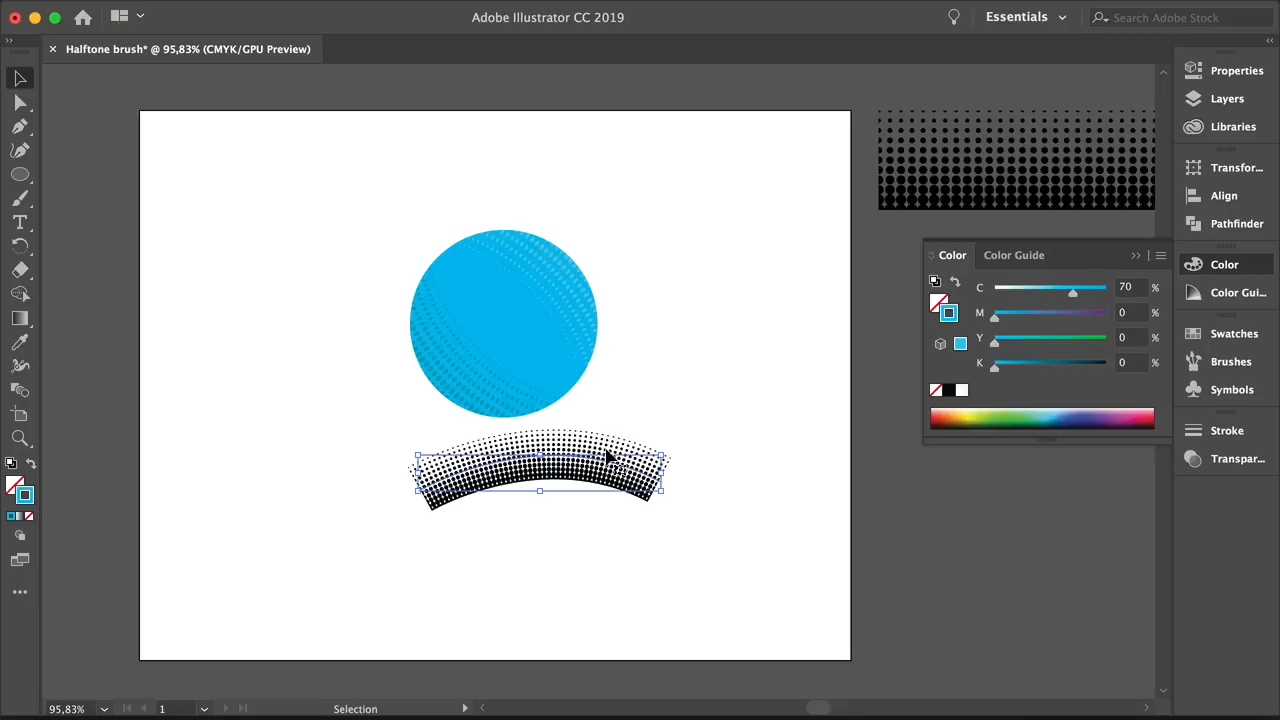 Adobe Illustrator CC 2019
Essentials
Search Adobe Stock
Halftone brush* @ 95,83% (CMYK/GPU Preview)
Properties
Layers
Libraries
Transfor...
Align
Pathfinder
Color
Color Gui...
Swatches
Brushes
Symbols
Stroke
Transpar...
Color
Color Guide
C 70 %
M 0 %
Y 0 %
K 0 %
T
95,83%
1
Selection